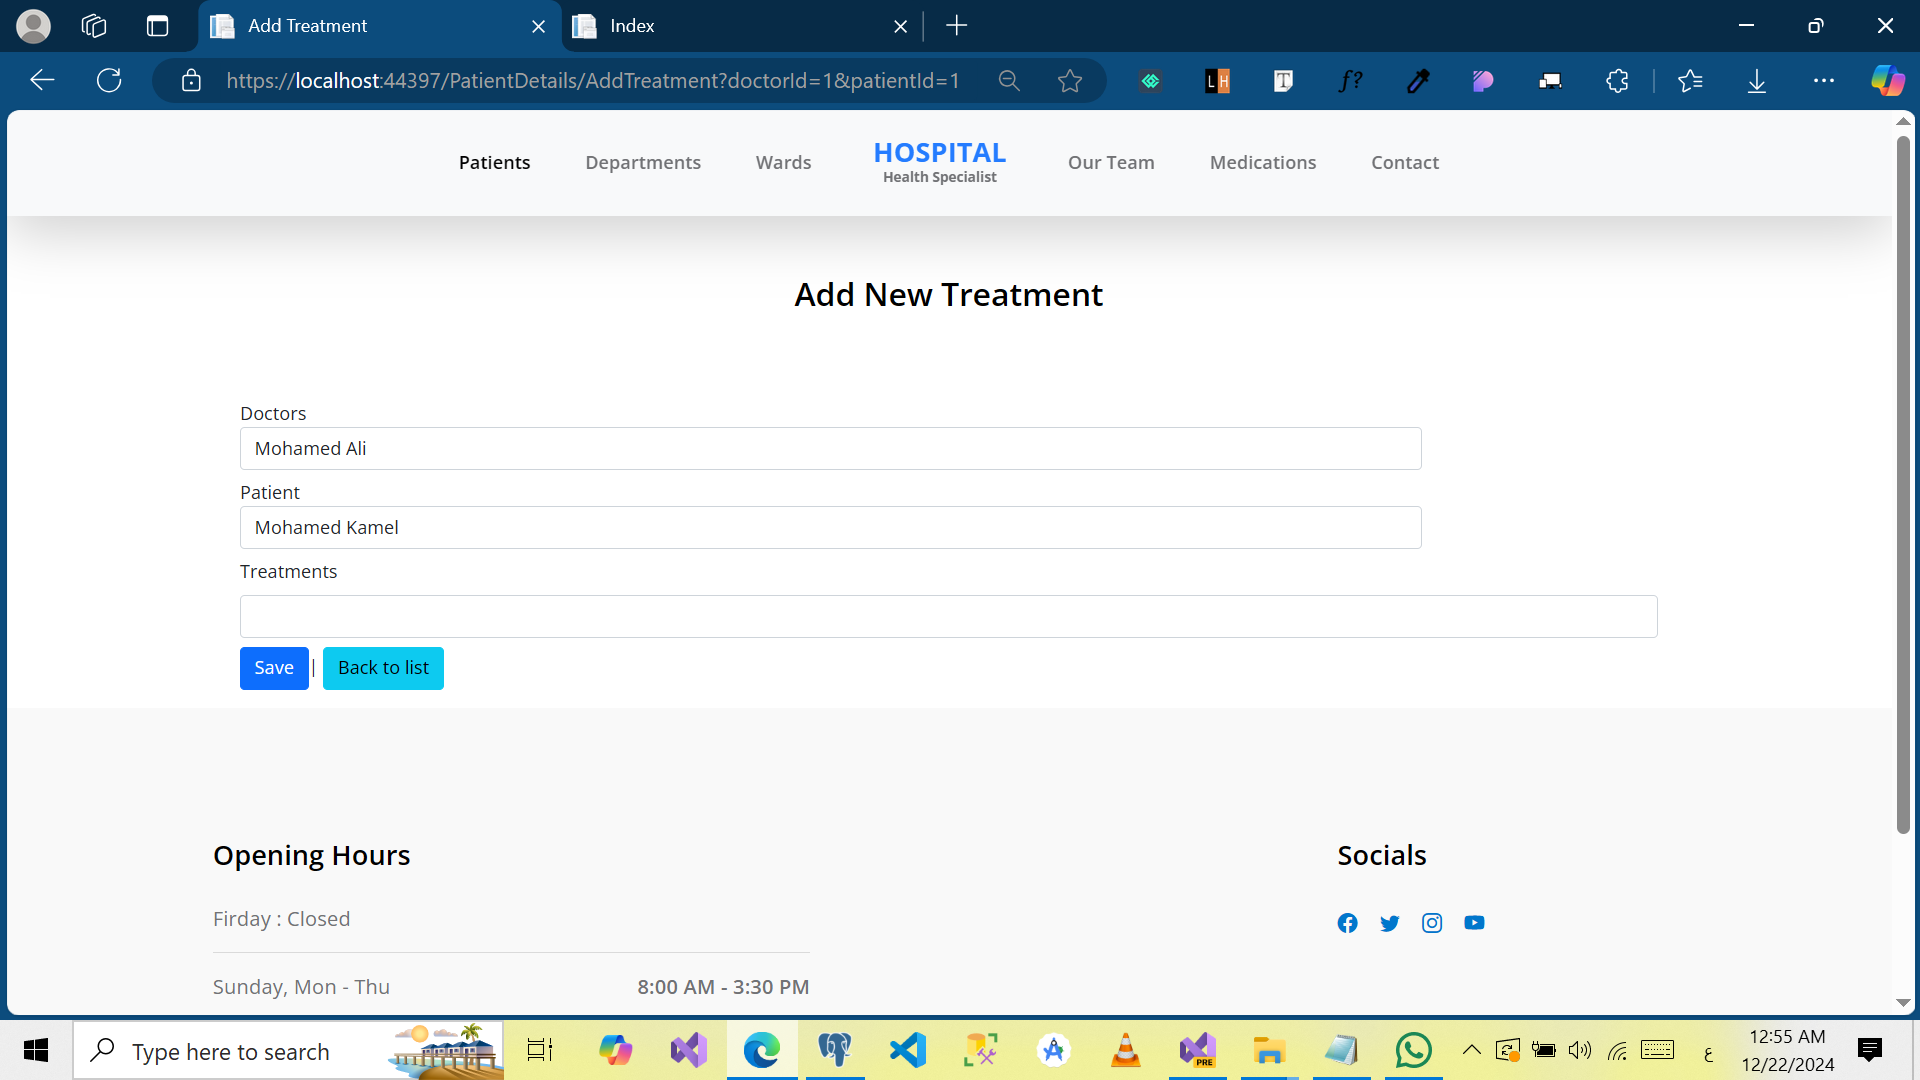 Add Treatment
Index
https://localhost:44397/PatientDetails/AddTreatment?doctorId=1&patientId=1
L H
T
f?
Patients
Departments
Wards
HOSPITAL
Health Specialist
Our Team
Medications
Contact
Add New Treatment
Doctors
Mohamed Ali
Patient
Mohamed Kamel
Treatments
Save | Back to list
Opening Hours
Socials
Firday : Closed
Sunday, Mon - Thu
8:00 AM - 3:30 PM
Type here to search
PRE
ع
12:55 AM
12/22/2024